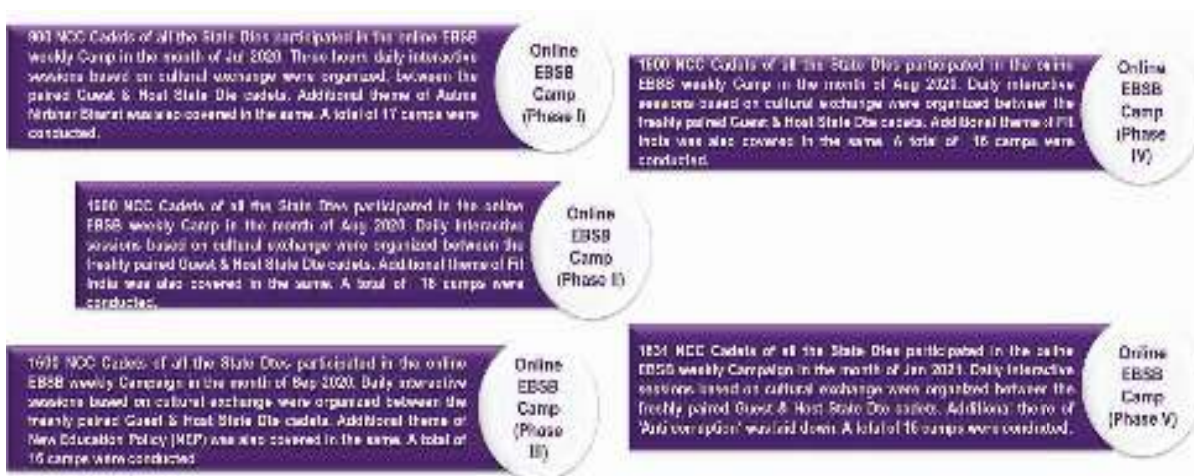 900 NCC Cadets of all the State Dtes participated in the online EBSB
weekly Camp in the month of Jul 2020. Three hours daily interactive
sessions based on cultural exchange were organized, between the
paired Guest & Host State Dte cadets. Additional theme of
Bharat was also covered in the same. A total of 17 camps were
conducted.
Online
EBSB
Camp
(Phase I)
1600 NCC Cadets of all the State Dtes participated in the online
EBSB weekly Camp in the month of Aug 2020. Daily interactive
sessions based on cultural exchange were organized between the
freshly paired Guest & Host State Dte cadets. Additional theme of Fit
India was also covered in the same. A total of 16 camps were
conducted.
Online
EBSB
Camp
(Phase II)
1600 NCC Cadets of all the State Dtes participated in the online
EBSB weekly Campaign in the month of Sep 2020. Daily interactive
sessions based on cultural exchange were organized between the
freshly paired Guest & Host State Dte cadets. Additional theme of
New Education Policy (NEP) was also covered in the same. A total of
16 camps were conducted
Online
EBSB
Camp
(Phase
III)
1600 NCC Cadets of all the State Dtes participated in the online
EBSB weekly Camp in the month of Aug 2020. Daily interactive
sessions based on cultural exchange were organized between the
freshly paired Guest & Host State Dte cadets. Additional theme of Fit
India was also covered in the same. A total of 16 camps were
conducted.
Online
EBSB
Camp
(Phase
IV)
NCC Cadets of all the State Dtes participated in the online
EBSB weekly Campaign in the month of Jan 2021. Daily interactive
sessions based on cultural exchange were organized between the
freshly paired Guest & Host State Dte cadets. Additional theme of
'Anti corruption' was laid down. A total of 16 camps were conducted.
Online
EBSB
Camp
(Phase V)